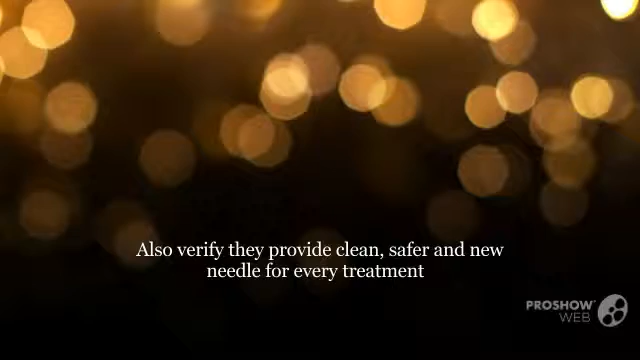 Also verify they provide clean, safer and new
needle for every treatment
PROSHOW
WEB